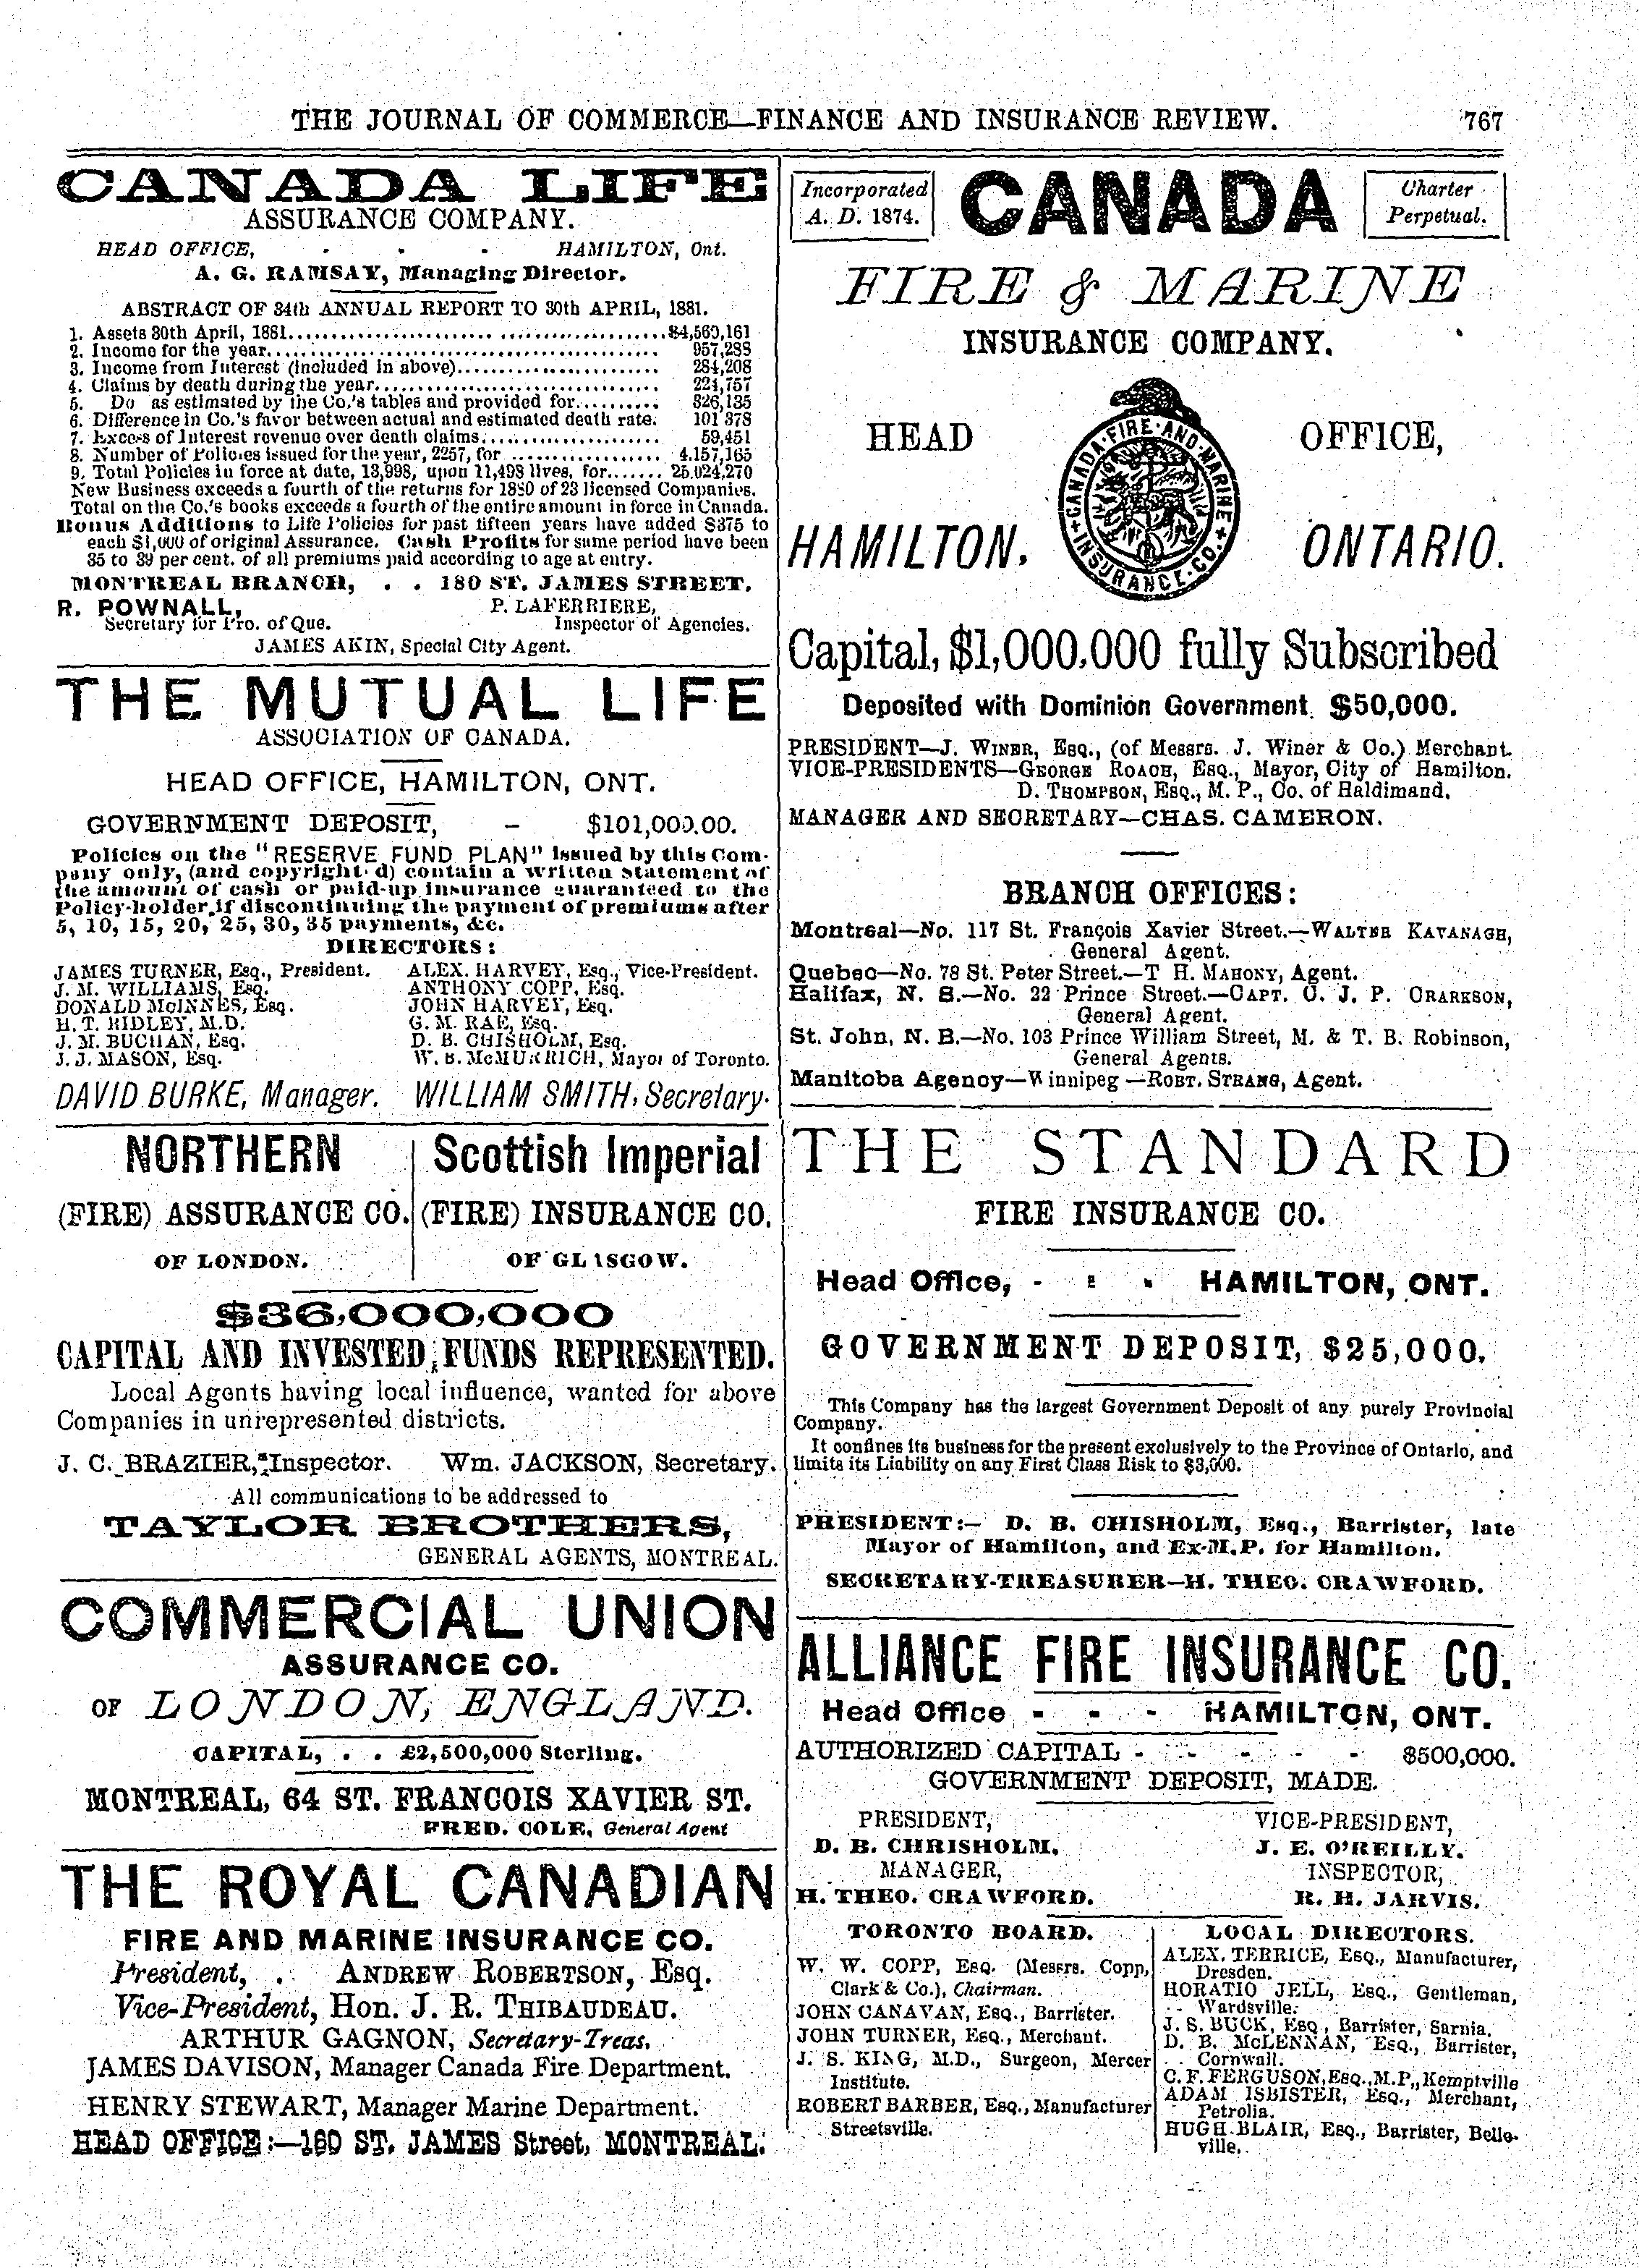 THE JOURNAL OF COMMERCE—FINANCE AND INSURANCE REVIEW. 767
CANADA LIFE
ASSURANCE COMPANY.
HEAD OFFICE, - - - HAMILTON, Ont.
A. G. RAMSAY, Managing Director.
ABSTRACT OF 34th ANNUAL REPORT TO 30th APRIL, 1881.
1. Assets 30th April, 1881
2. Income for the year
3. Income from Interest (included in above) 284,208
4. Claims by death during the year 224,757
5. Do as estimated by the Co.'s tables and provided for 326,135
6. Difference in Co.'s favor between actual and estimated death rate. 101 378
7. Excess of Interest revenue over death claims 59,451
8. Number of Policies issued for the year, 2257, for 4.157,165
9. Total Policies in force at date, 13,998, upon 11,493 lives, for 25,024,270
New Business exceeds a fourth of the returns for 1880 of 23 licensed Companies.
Total on the Co.'s books exceeds a fourth of the entire amount in force in Canada.
Bonus Additions to Life Policies for past fifteen years have added $375 to
each $1,000 of original Assurance. Cash Profits for same period have been
35 to 39 per cent. of all premiums paid according to age at entry.
MONTREAL BRANCH, . . 180 ST. JAMES STREET.
R. POWNALL, P. LAFERRIERE,
Secretary for Pro. of Que. Inspector of Agencies.
JAMES AKIN, Special City Agent.
THE MUTUAL LIFE
ASSOCIATION OF CANADA.
HEAD OFFICE, HAMILTON, ONT.
GOVERNMENT DEPOSIT, - $101,000.00.
Policies on the "RESERVE FUND PLAN" issued by this Com-
pany only, (and copyright d) contain a written statement of
the amount of cash or paid-up insurance guaranteed to the
Policy-holder if discontinuing the payment of premiums after
5, 10, 15, 20, 25, 30, 35 payments, &c.
DIRECTORS:
JAMES TURNER, Esq., President. ALEX. HARVEY, Esq., Vice-President.
J. M. WILLIAMS, Esq. ANTHONY COPP, Esq.
DONALD McINNES, Esq. JOHN HARVEY, Esq.
H. T. RIDLEY, M.D. G. M. RAE, Esq.
J. M. BUCHAN, Esq. D. B. CHISHOLM, Esq.
J. J. MASON, Esq. W. B. McMURRICH, Mayor of Toronto.
DAVID BURKE, Manager. WILLIAM SMITH, Secretary.
NORTHERN
(FIRE) ASSURANCE CO.
OF LONDON.
Scottish Imperial
(FIRE) INSURANCE CO.
OF GLASGOW.
$36,000,000
CAPITAL AND INVESTED FUNDS REPRESENTED.
Local Agents having local influence, wanted for above
Companies in unrepresented districts.
J. C. BRAZIER, Inspector. Wm. JACKSON, Secretary.
All communications to be addressed to
TAYLOR BROTHERS,
GENERAL AGENTS, MONTREAL.
COMMERCIAL UNION
ASSURANCE CO.
OF LONDON, ENGLAND.
CAPITAL, . . £2,500,000 Sterling.
MONTREAL, 64 ST. FRANCOIS XAVIER ST.
FRED. COLE, General Agent
THE ROYAL CANADIAN
FIRE AND MARINE INSURANCE CO.
President, . ANDREW ROBERTSON, Esq.
Vice-President, Hon. J. R. THIBAUDEAU.
ARTHUR GAGNON, Secretary-Treas.
JAMES DAVISON, Manager Canada Fire Department.
HENRY STEWART, Manager Marine Department.
HEAD OFFICE:—160 ST. JAMES Street, MONTREAL.
Incorporated
A. D. 1874.
CANADA
Charter
Perpetual.
FIRE & MARINE
INSURANCE COMPANY.
HEAD OFFICE,
CANADA·FIRE·AND·MARINE INSURANCE·CO.
HAMILTON. ONTARIO.
Capital, $1,000,000 fully Subscribed
Deposited with Dominion Government. $50,000.
PRESIDENT—J. WINER, ESQ., (of Messrs. J. Winer & Co.) Merchant.
VICE-PRESIDENTS—GEORGE ROACH, ESQ., Mayor, City of Hamilton.
D. THOMPSON, ESQ., M. P., Co. of Haldimand.
MANAGER AND SECRETARY—CHAS. CAMERON.
BRANCH OFFICES:
Montreal—No. 117 St. François Xavier Street.—WALTER KAVANAGH,
General Agent.
Quebec—No. 78 St. Peter Street.—T H. MAHONY, Agent.
Halifax, N. S.—No. 22 Prince Street.—CAPT. C. J. P. CRARKSON,
General Agent.
St. John, N. B.—No. 103 Prince William Street, M. & T. B. Robinson,
General Agents.
Manitoba Agency—Winnipeg—ROBT. STRANG, Agent.
THE STANDARD
FIRE INSURANCE CO.
Head Office, - - - HAMILTON, ONT.
GOVERNMENT DEPOSIT, $25,000.
This Company has the largest Government Deposit of any purely Provincial
Company.
It confines its business for the present exclusively to the Province of Ontario, and
limits its Liability on any First Class Risk to $3,000.
PRESIDENT:— D. B. CHISHOLM, Esq., Barrister, late
Mayor of Hamilton, and Ex-M.P. for Hamilton.
SECRETARY-TREASURER—H. THEO. CRAWFORD.
ALLIANCE FIRE INSURANCE CO.
Head Office - - - HAMILTON, ONT.
AUTHORIZED CAPITAL - - - - - $500,000.
GOVERNMENT DEPOSIT, MADE.
PRESIDENT, VICE-PRESIDENT,
D. B. CHRISHOLM. J. E. O'REILLY.
MANAGER, INSPECTOR,
H. THEO. CRAWFORD. R. H. JARVIS.
TORONTO BOARD.
W. W. COPP, ESQ. (Messrs. Copp,
Clark & Co.), Chairman.
JOHN CANAVAN, ESQ., Barrister.
JOHN TURNER, ESQ., Merchant.
J. S. KING, M.D., Surgeon, Mercer
Institute.
ROBERT BARBER, ESQ., Manufacturer
Streetsville.
LOCAL DIRECTORS.
ALEX. TERRICE, ESQ., Manufacturer,
Dresden.
HORATIO JELL, ESQ., Gentleman,
Wardsville.
J. S. BUCK, ESQ., Barrister, Sarnia.
D. B. McLENNAN, ESQ., Barrister,
Cornwall.
C. F. FERGUSON, ESQ., M.P., Kemptville
ADAM ISBISTER, ESQ., Merchant,
Petrolia.
HUGH BLAIR, ESQ., Barrister, Belle-
ville.